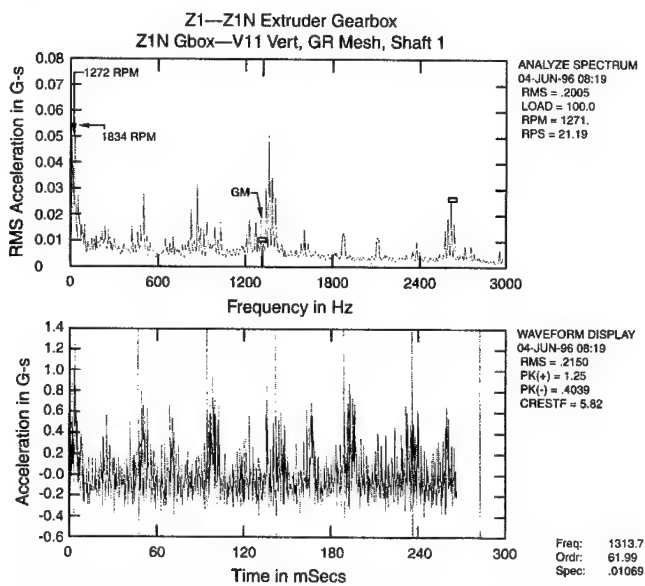 Z1—Z1N Extruder Gearbox
Z1N Gbox—V11 Vert, GR Mesh, Shaft 1
RMS Acceleration in G-s
0.08
0.07
0.06
0.05
0.04
0.03
0.02
0.01
0
1272 RPM
1834 RPM
GM
0
600
1200
1800
2400
3000
Frequency in Hz
ANALYZE SPECTRUM
04-JUN-96 08:19
RMS = .2005
LOAD = 100.0
RPM = 1271.
RPS = 21.19
Acceleration in G-s
1.4
1.2
1.0
0.8
0.6
0.4
0.2
-0.0
-0.2
-0.4
-0.6
0
60
120
180
240
300
Time in mSecs
WAVEFORM DISPLAY
04-JUN-96 08:19
RMS = .2150
PK(+) = 1.25
PK(-) = .4039
CRESTF = 5.82
Freq: 1313.7
Ordr: 61.99
Spec: .01069